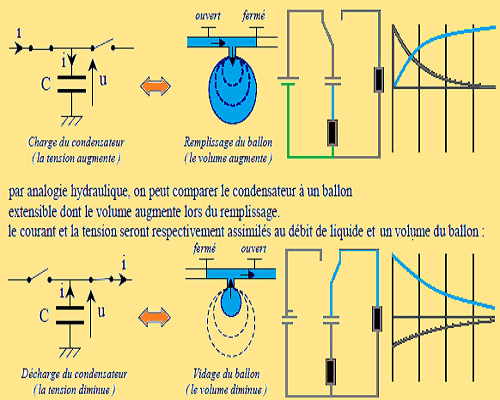 ouvert fermé
i
i
C
u
Charge du condensateur
( la tension augmente )
Remplissage du ballon
( le volume augmente )
par analogie hydraulique, on peut comparer le condensateur à un ballon
extensible dont le volume augmente lors du remplissage.
le courant et la tension seront respectivement assimilés au débit de liquide et un volume du ballon :
fermé ouvert
i
i
C
u
Décharge du condensateur
( la tension diminue )
Vidage du ballon
( le volume diminue )